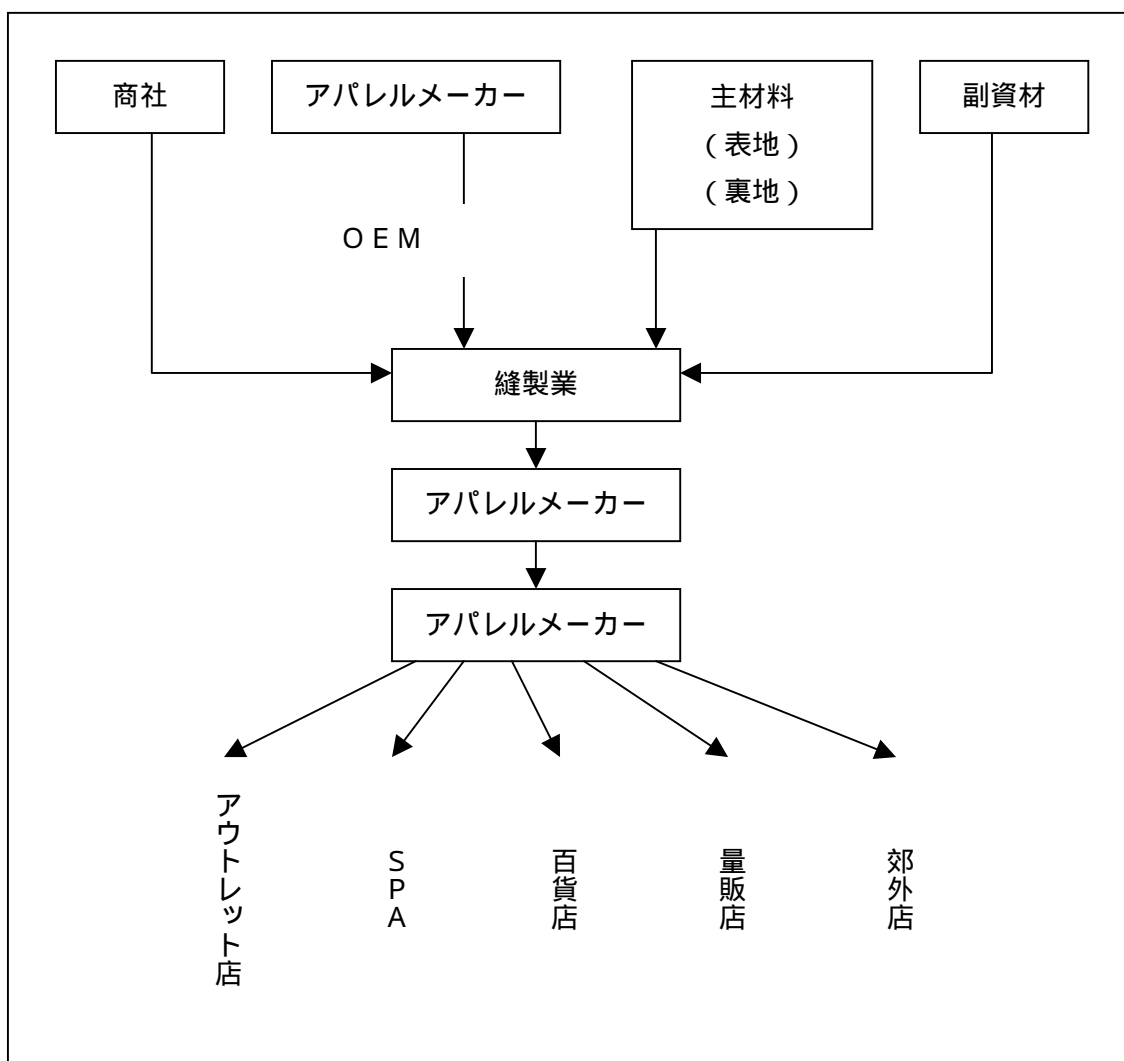 商社
アパレルメーカー
主材料
(表地)
(裏地)
副資材
OEM
縫製業
アパレルメーカー
アパレルメーカー
アウトレット店
SPA
百貨店
量販店
郊外店